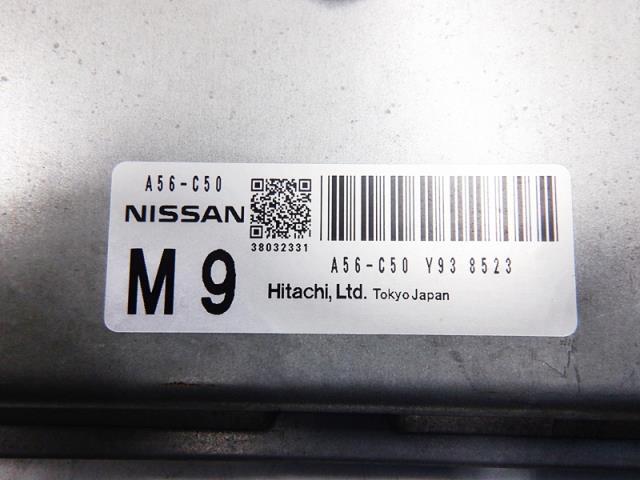 A56-C50
NISSAN
38032331
M 9
A56-C50 Y93 8523
Hitachi, Ltd. Tokyo Japan